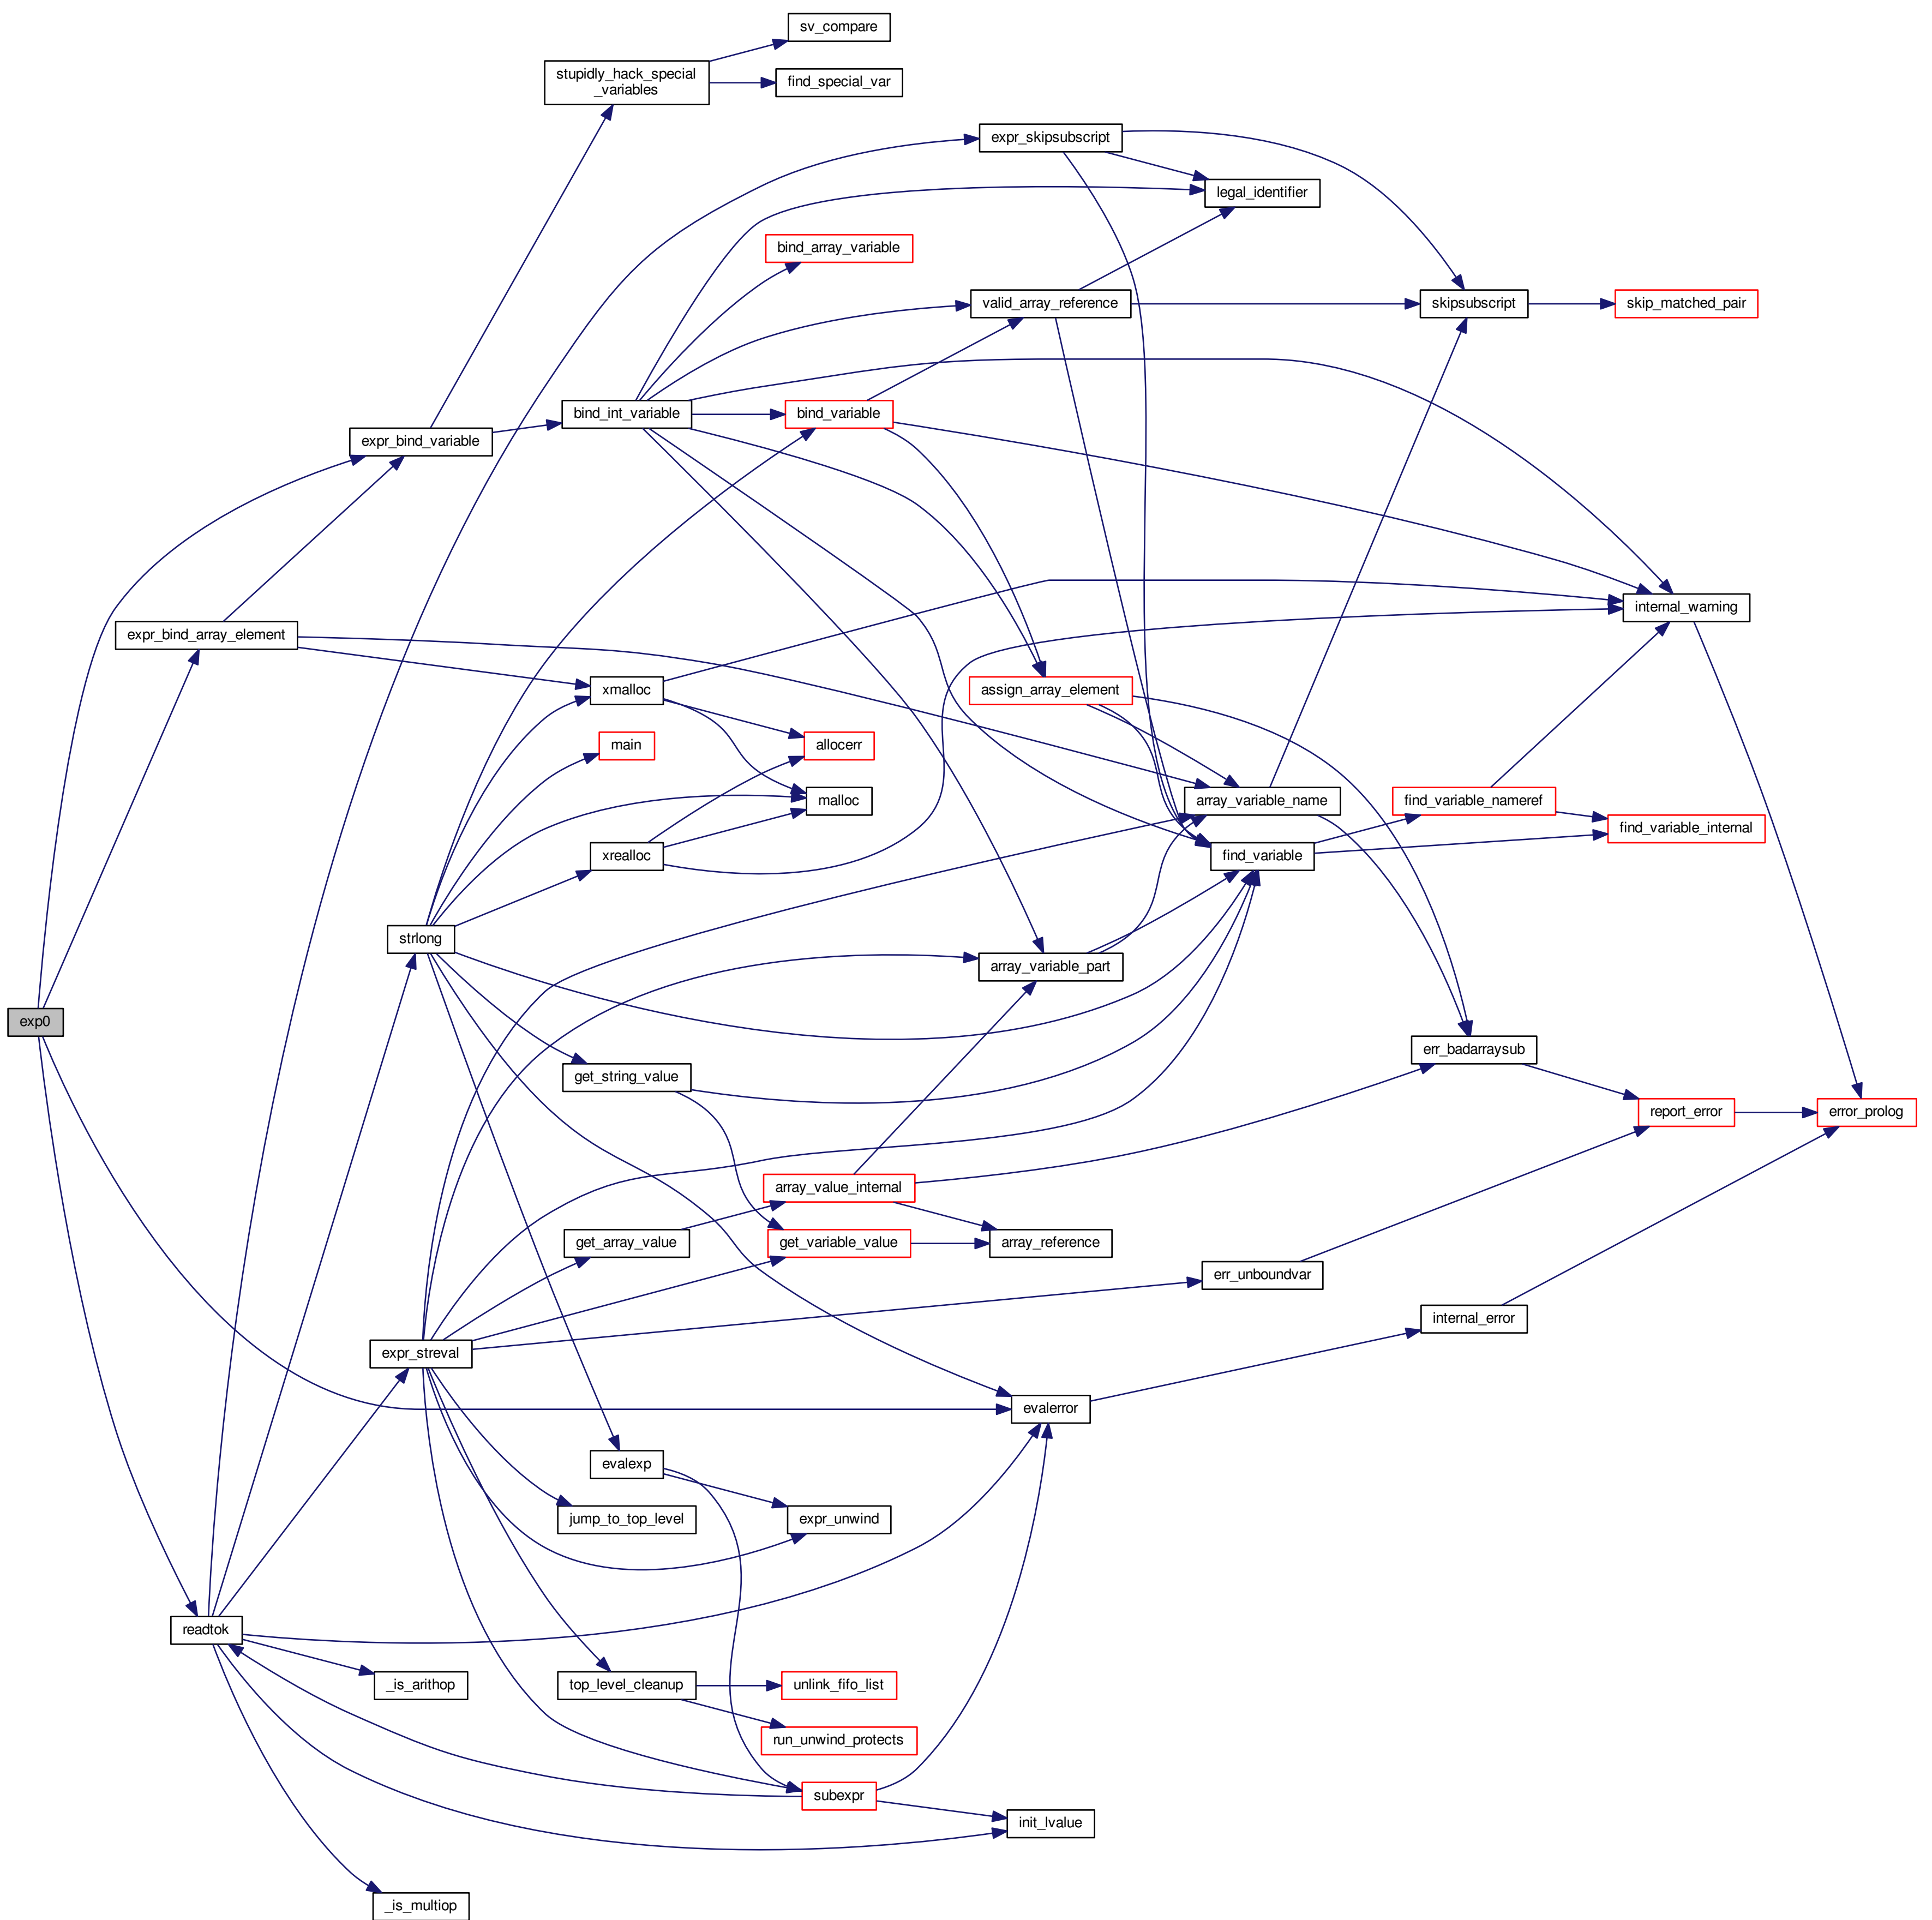 sv_compare
stupidly_hack_special
_variables
find_special_var
expr_skipsubscript
legal_identifier
bind_array_variable
valid_array_reference
skipsubscript
skip_matched_pair
bind_int_variable
bind_variable
expr_bind_variable
internal_warning
expr_bind_array_element
xmalloc
assign_array_element
main
allocerr
malloc
array_variable_name
find_variable_nameref
find_variable_internal
xrealloc
find_variable
strlong
array_variable_part
exp0
err_badarraysub
get_string_value
report_error
error_prolog
array_value_internal
get_array_value
get_variable_value
array_reference
err_unboundvar
internal_error
expr_streval
evalerror
evalexp
jump_to_top_level
expr_unwind
readtok
_is_arithop
top_level_cleanup
unlink_fifo_list
run_unwind_protects
subexpr
init_lvalue
_is_multiop